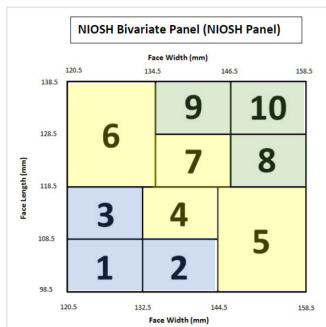 NIOSH Bivariate Panel (NIOSH Panel)
Face Width (mm)
120.5 134.5 146.5 158.5
138.5
9 10
6
128.5
7 8
118.5
3 4
108.5
5
1 2
98.5
Face Length (mm)
120.5 132.5 144.5 158.5
Face Width (mm)